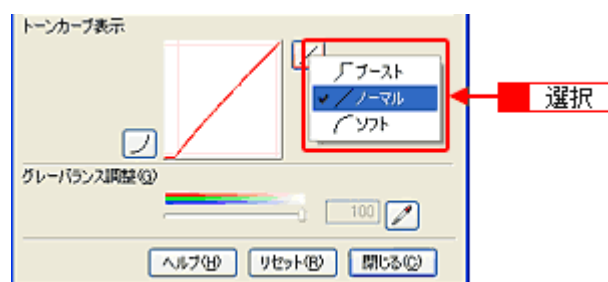 トーンカーブ表示
ブースト
ノーマル
ソフト
選択
グレーバランス調整(G)
100
ヘルプ(H) リセット(R) 閉じる(C)